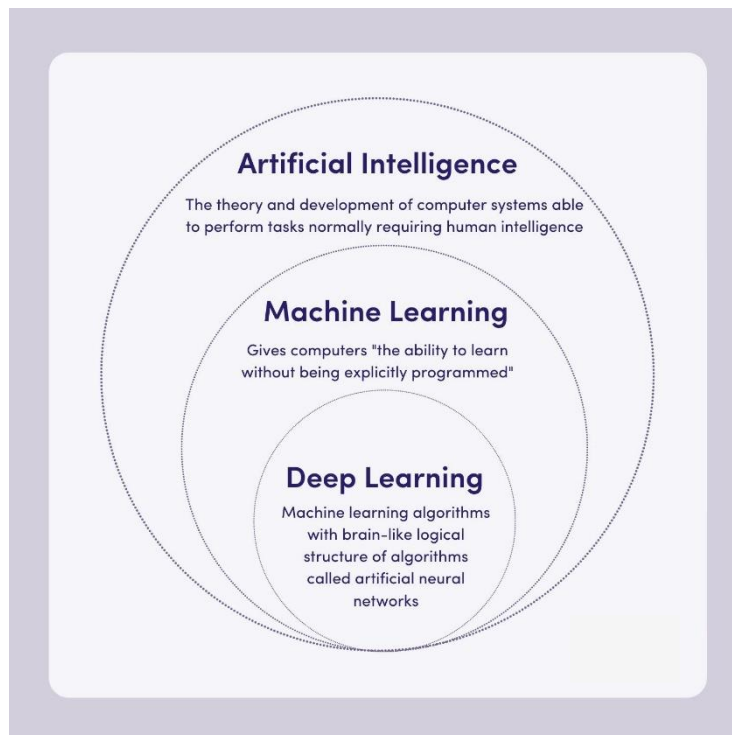 Artificial Intelligence
The theory and development of computer systems able
to perform tasks normally requiring human intelligence
Machine Learning
Gives computers "the ability to learn
without being explicitly programmed"
Deep Learning
Machine learning algorithms
with brain-like logical
structure of algorithms
called artificial neural
networks